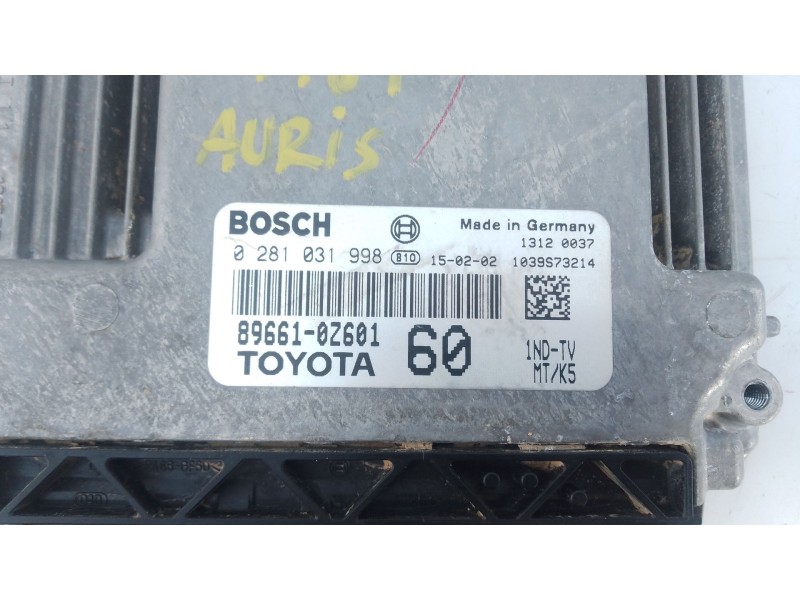 AURIS
BOSCH Made in Germany
1312 0037
0 281 031 998 810 15-02-02 1039S73214
89661-0Z601
TOYOTA 60 1ND-TV
MT/K5